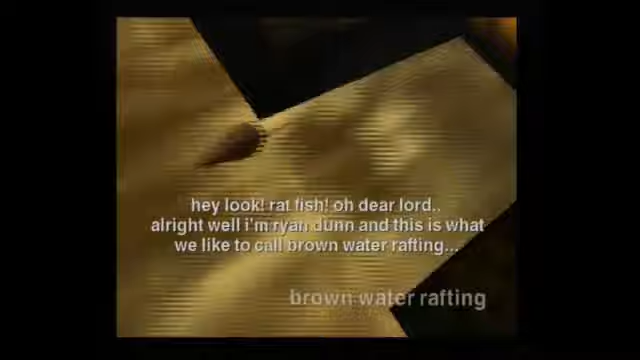 hey look! rat fish! oh dear lord..
alright well i'm ryan dunn and this is what
we like to call brown water rafting...
brown water rafting